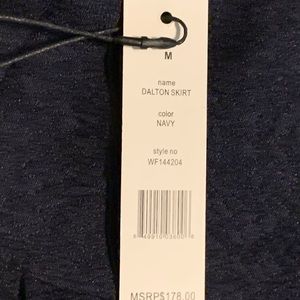 M
name
DALTON SKIRT
color
NAVY
style no
WF144204
MSRP$178.00